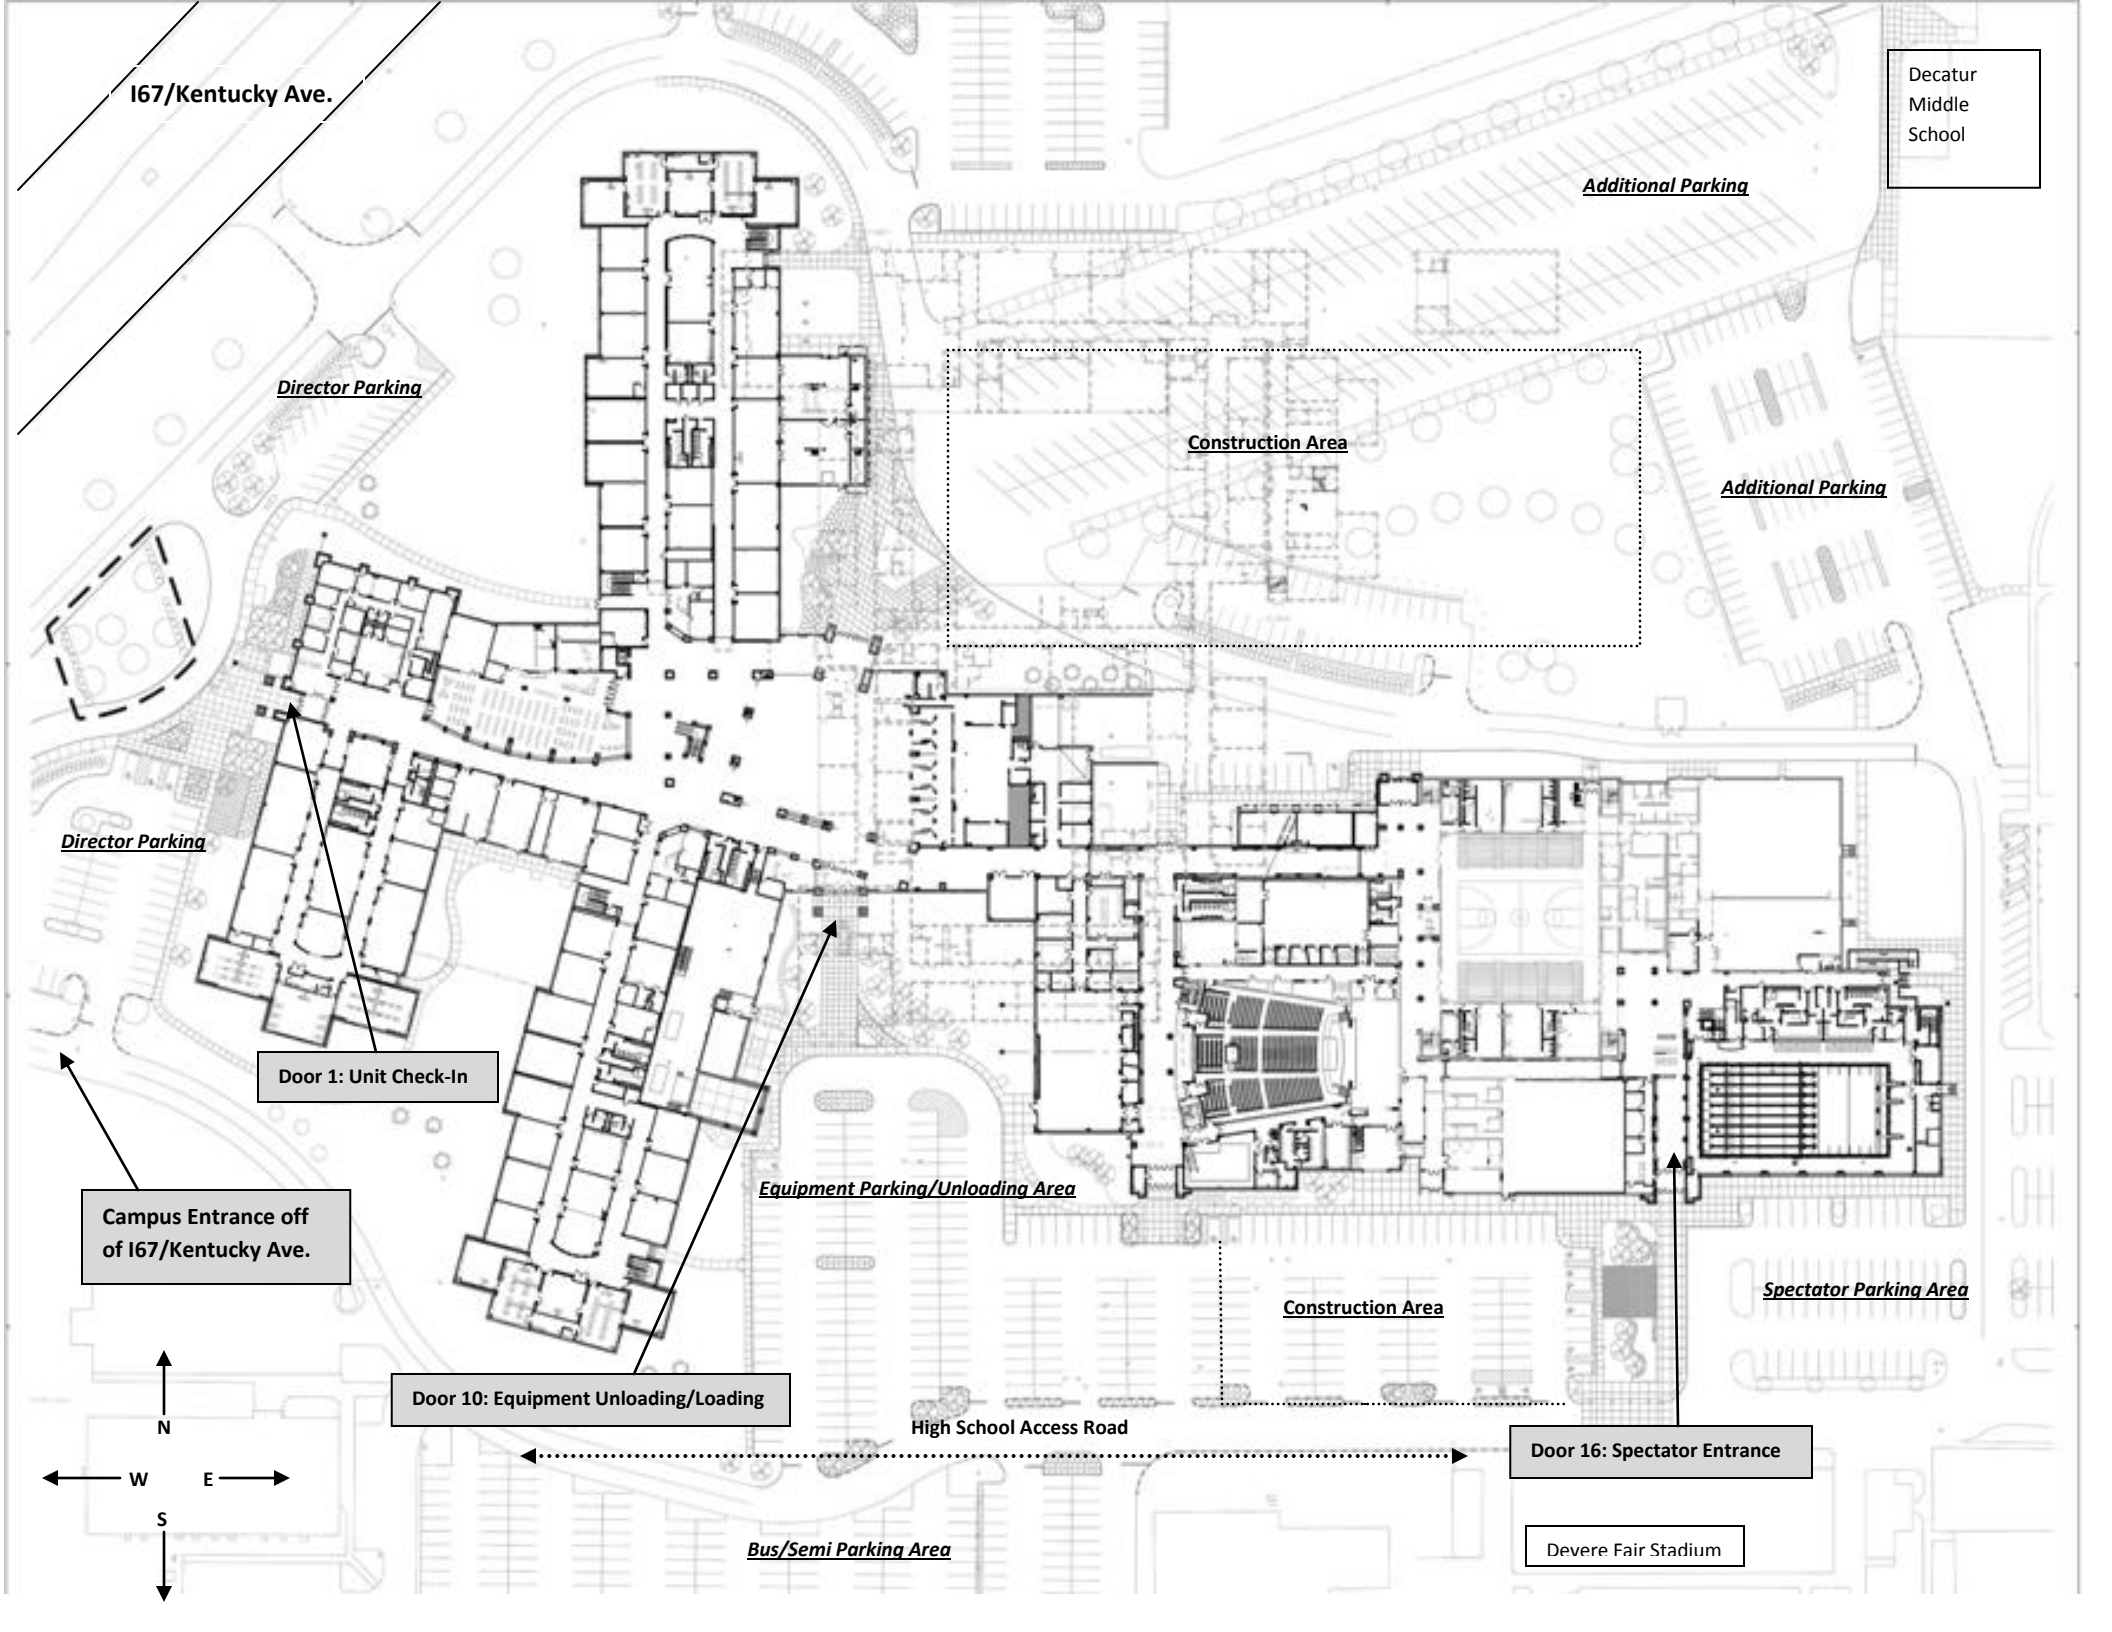 I67/Kentucky Ave.
Decatur
Middle
School
Additional Parking
Director Parking
Construction Area
Additional Parking
Director Parking
Door 1: Unit Check-In
Equipment Parking/Unloading Area
Campus Entrance off
of I67/Kentucky Ave.
Spectator Parking Area
Construction Area
Door 10: Equipment Unloading/Loading
High School Access Road
N
W E
S
Door 16: Spectator Entrance
Bus/Semi Parking Area
Devere Fair Stadium